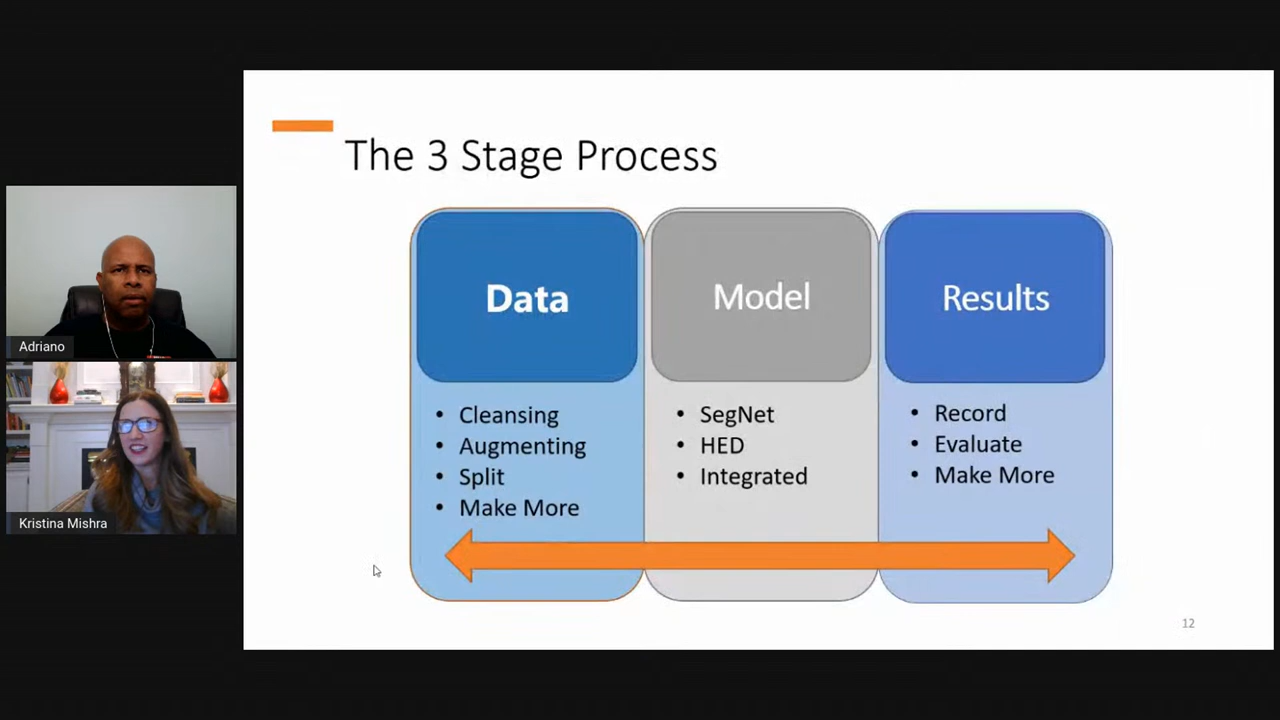 The 3 Stage Process
Data
Cleansing
Augmenting
Split
Make More
Model
SegNet
HED
Integrated
Results
Record
Evaluate
Make More
12
Adriano
Kristina Mishra